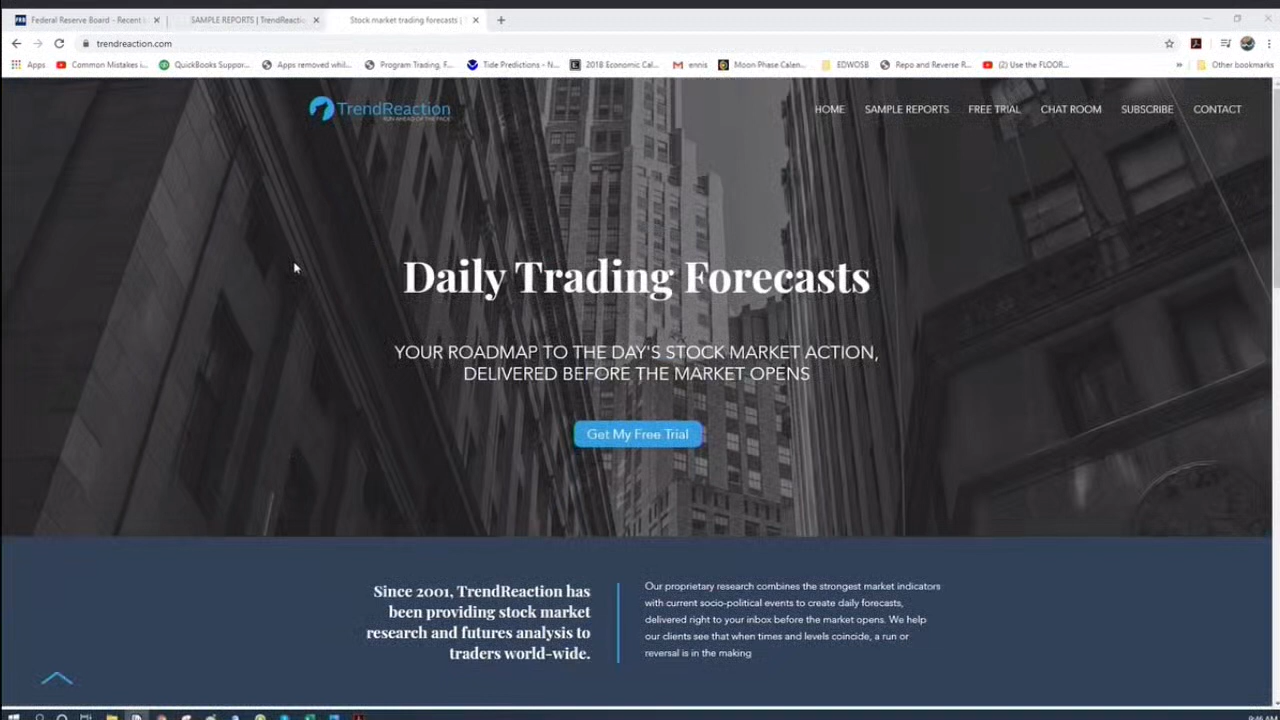 Federal Reserve Board - Recent
SAMPLE REPORTS | TrendReactio
Stock market trading forecasts |
trendreaction.com
Apps
Common Mistakes i...
QuickBooks Suppor...
Apps removed whil...
Program Trading, F...
Tide Predictions - N...
2018 Economic Cal...
ennis
Moon Phase Calen...
EDWOSB
Repo and Reverse R...
(2) Use the FLOOR...
»
Other bookmarks
TrendReaction
RUN AHEAD OF THE PACK
HOME
SAMPLE REPORTS
FREE TRIAL
CHAT ROOM
SUBSCRIBE
CONTACT
Daily Trading Forecasts
YOUR ROADMAP TO THE DAY'S STOCK MARKET ACTION,
DELIVERED BEFORE THE MARKET OPENS
Get My Free Trial
Since 2001, TrendReaction has
been providing stock market
research and futures analysis to
traders world-wide.
Our proprietary research combines the strongest market indicators
with current socio-political events to create daily forecasts,
delivered right to your inbox before the market opens. We help
our clients see that when times and levels coincide, a run or
reversal is in the making